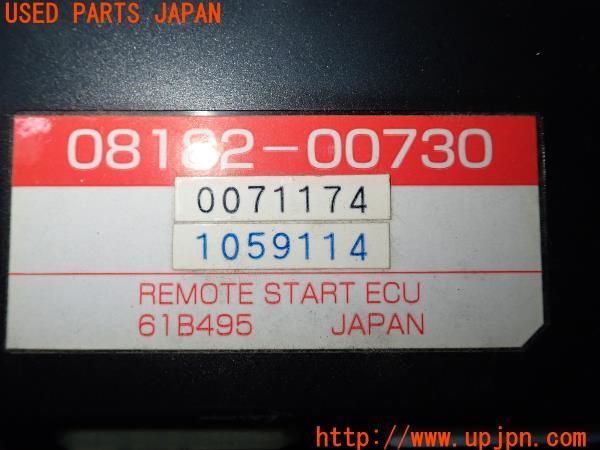 USED PARTS JAPAN
08192-00730
0071174
1059114
REMOTE START ECU
61B495 JAPAN
http://www.upjpn.com/